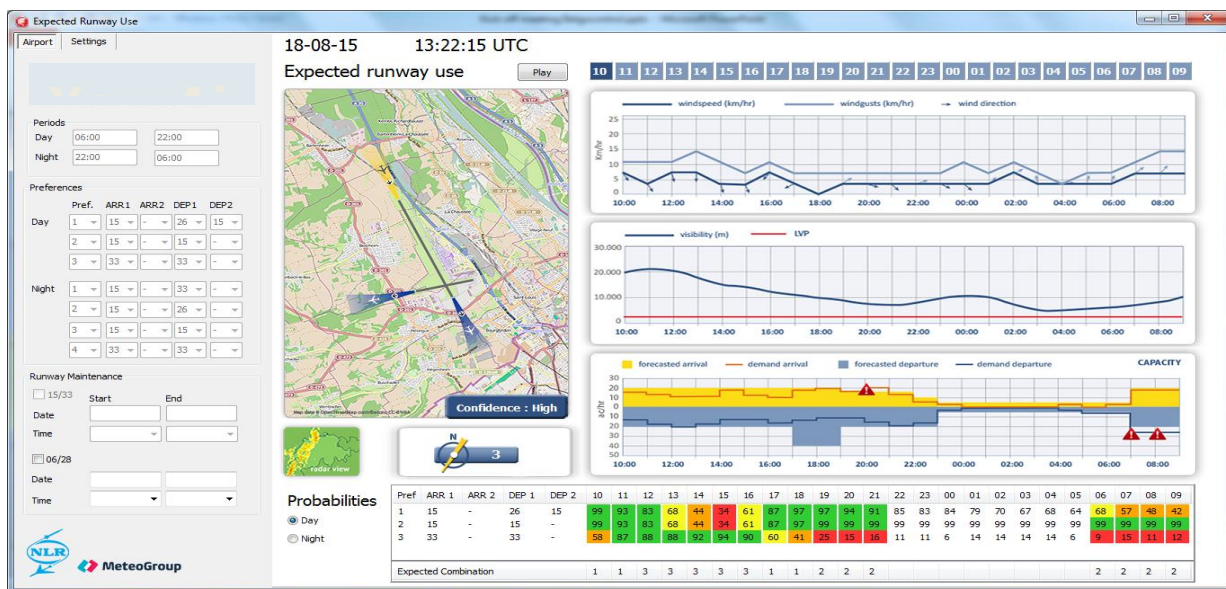 Expected Runway Use
Airport Settings
Periods
Day 06:00 22:00
Night 22:00 06:00
Preferences
Pref. ARR1 ARR2 DEP1 DEP2
Day 1 15 - 26 15
2 15 - 15 -
3 33 - 33 -
Night 1 15 - 33 -
2 15 - 26 -
3 15 - 15 -
4 33 - 33 -
Runway Maintenance
15/33 Start End
Date
Time
06/28
Date
Time
NLR MeteoGroup
18-08-15 13:22:15 UTC
Expected runway use Play
Confidence : High
radar view
N 3
10 11 12 13 14 15 16 17 18 19 20 21 22 23 00 01 02 03 04 05 06 07 08 09
windspeed (km/hr) windgusts (km/hr) wind direction
Km/hr
25
20
15
10
5
0
10:00 12:00 14:00 16:00 18:00 20:00 22:00 00:00 02:00 04:00 06:00 08:00
visibility (m) LVP
30.000
20.000
10.000
0
10:00 12:00 14:00 16:00 18:00 20:00 22:00 00:00 02:00 04:00 06:00 08:00
forecasted arrival demand arrival forecasted departure demand departure CAPACITY
ac/hr
30
20
10
0
10
20
30
40
50
10:00 12:00 14:00 16:00 18:00 20:00 22:00 00:00 02:00 04:00 06:00 08:00
Probabilities
Day
Night
Pref ARR 1 ARR 2 DEP 1 DEP 2 10 11 12 13 14 15 16 17 18 19 20 21 22 23 00 01 02 03 04 05 06 07 08 09
1 15 - 26 15 99 93 83 68 44 34 61 87 97 97 94 91 85 83 84 79 70 67 68 64 68 57 48 42
2 15 - 15 - 99 93 83 68 44 34 61 87 97 99 99 99 99 99 99 99 99 99 99 99 99 99 99 99
3 33 - 33 - 58 87 88 88 92 94 90 60 41 25 15 16 11 11 6 14 14 14 14 6 9 15 11 12
Expected Combination 1 1 3 3 3 3 3 1 1 2 2 2 2 2 2 2